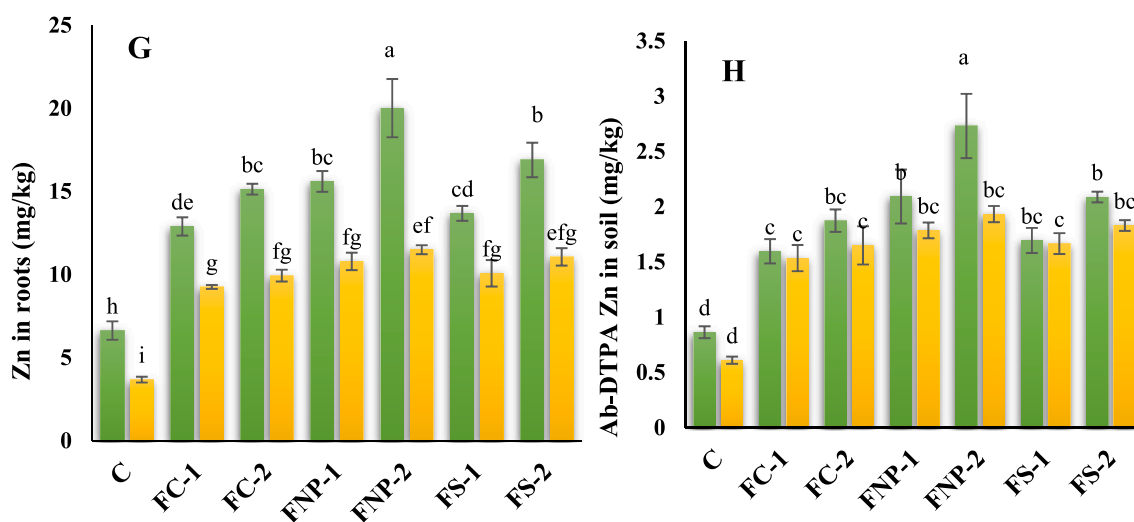 G
Zn in roots (mg/kg)
25
20
15
10
5
0
h
i
de
g
bc
fg
bc
fg
a
ef
cd
fg
b
efg
C
FC-1
FC-2
FNP-1
FNP-2
FS-1
FS-2
H
Ab-DTPA Zn in soil (mg/kg)
3.5
3
2.5
2
1.5
1
0.5
0
d
d
c
c
bc
c
b
bc
a
bc
bc
c
b
bc
C
FC-1
FC-2
FNP-1
FNP-2
FS-1
FS-2